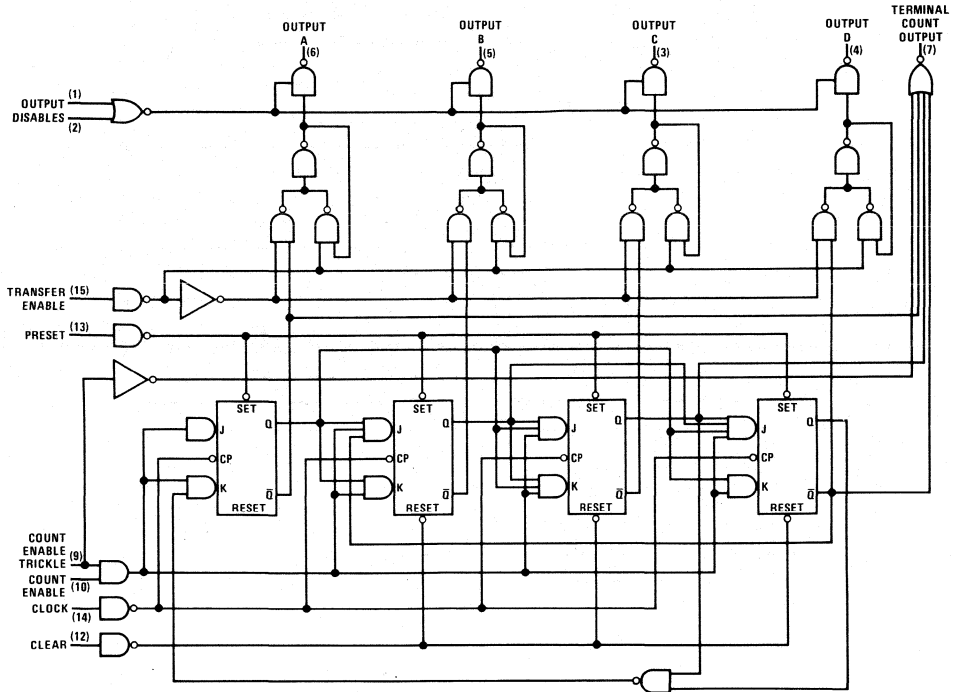 OUTPUT A (6)
OUTPUT B (5)
OUTPUT C (3)
OUTPUT D (4)
TERMINAL COUNT OUTPUT (7)
OUTPUT DISABLES (1) (2)
TRANSFER ENABLE (15)
PRESET (13)
SET
J
Q
CP
K
Q̅
RESET
SET
J
Q
CP
K
Q̅
RESET
SET
J
Q
CP
K
Q̅
RESET
SET
J
Q
CP
K
Q̅
RESET
COUNT ENABLE TRICKLE (9)
COUNT ENABLE (10)
CLOCK (14)
CLEAR (12)